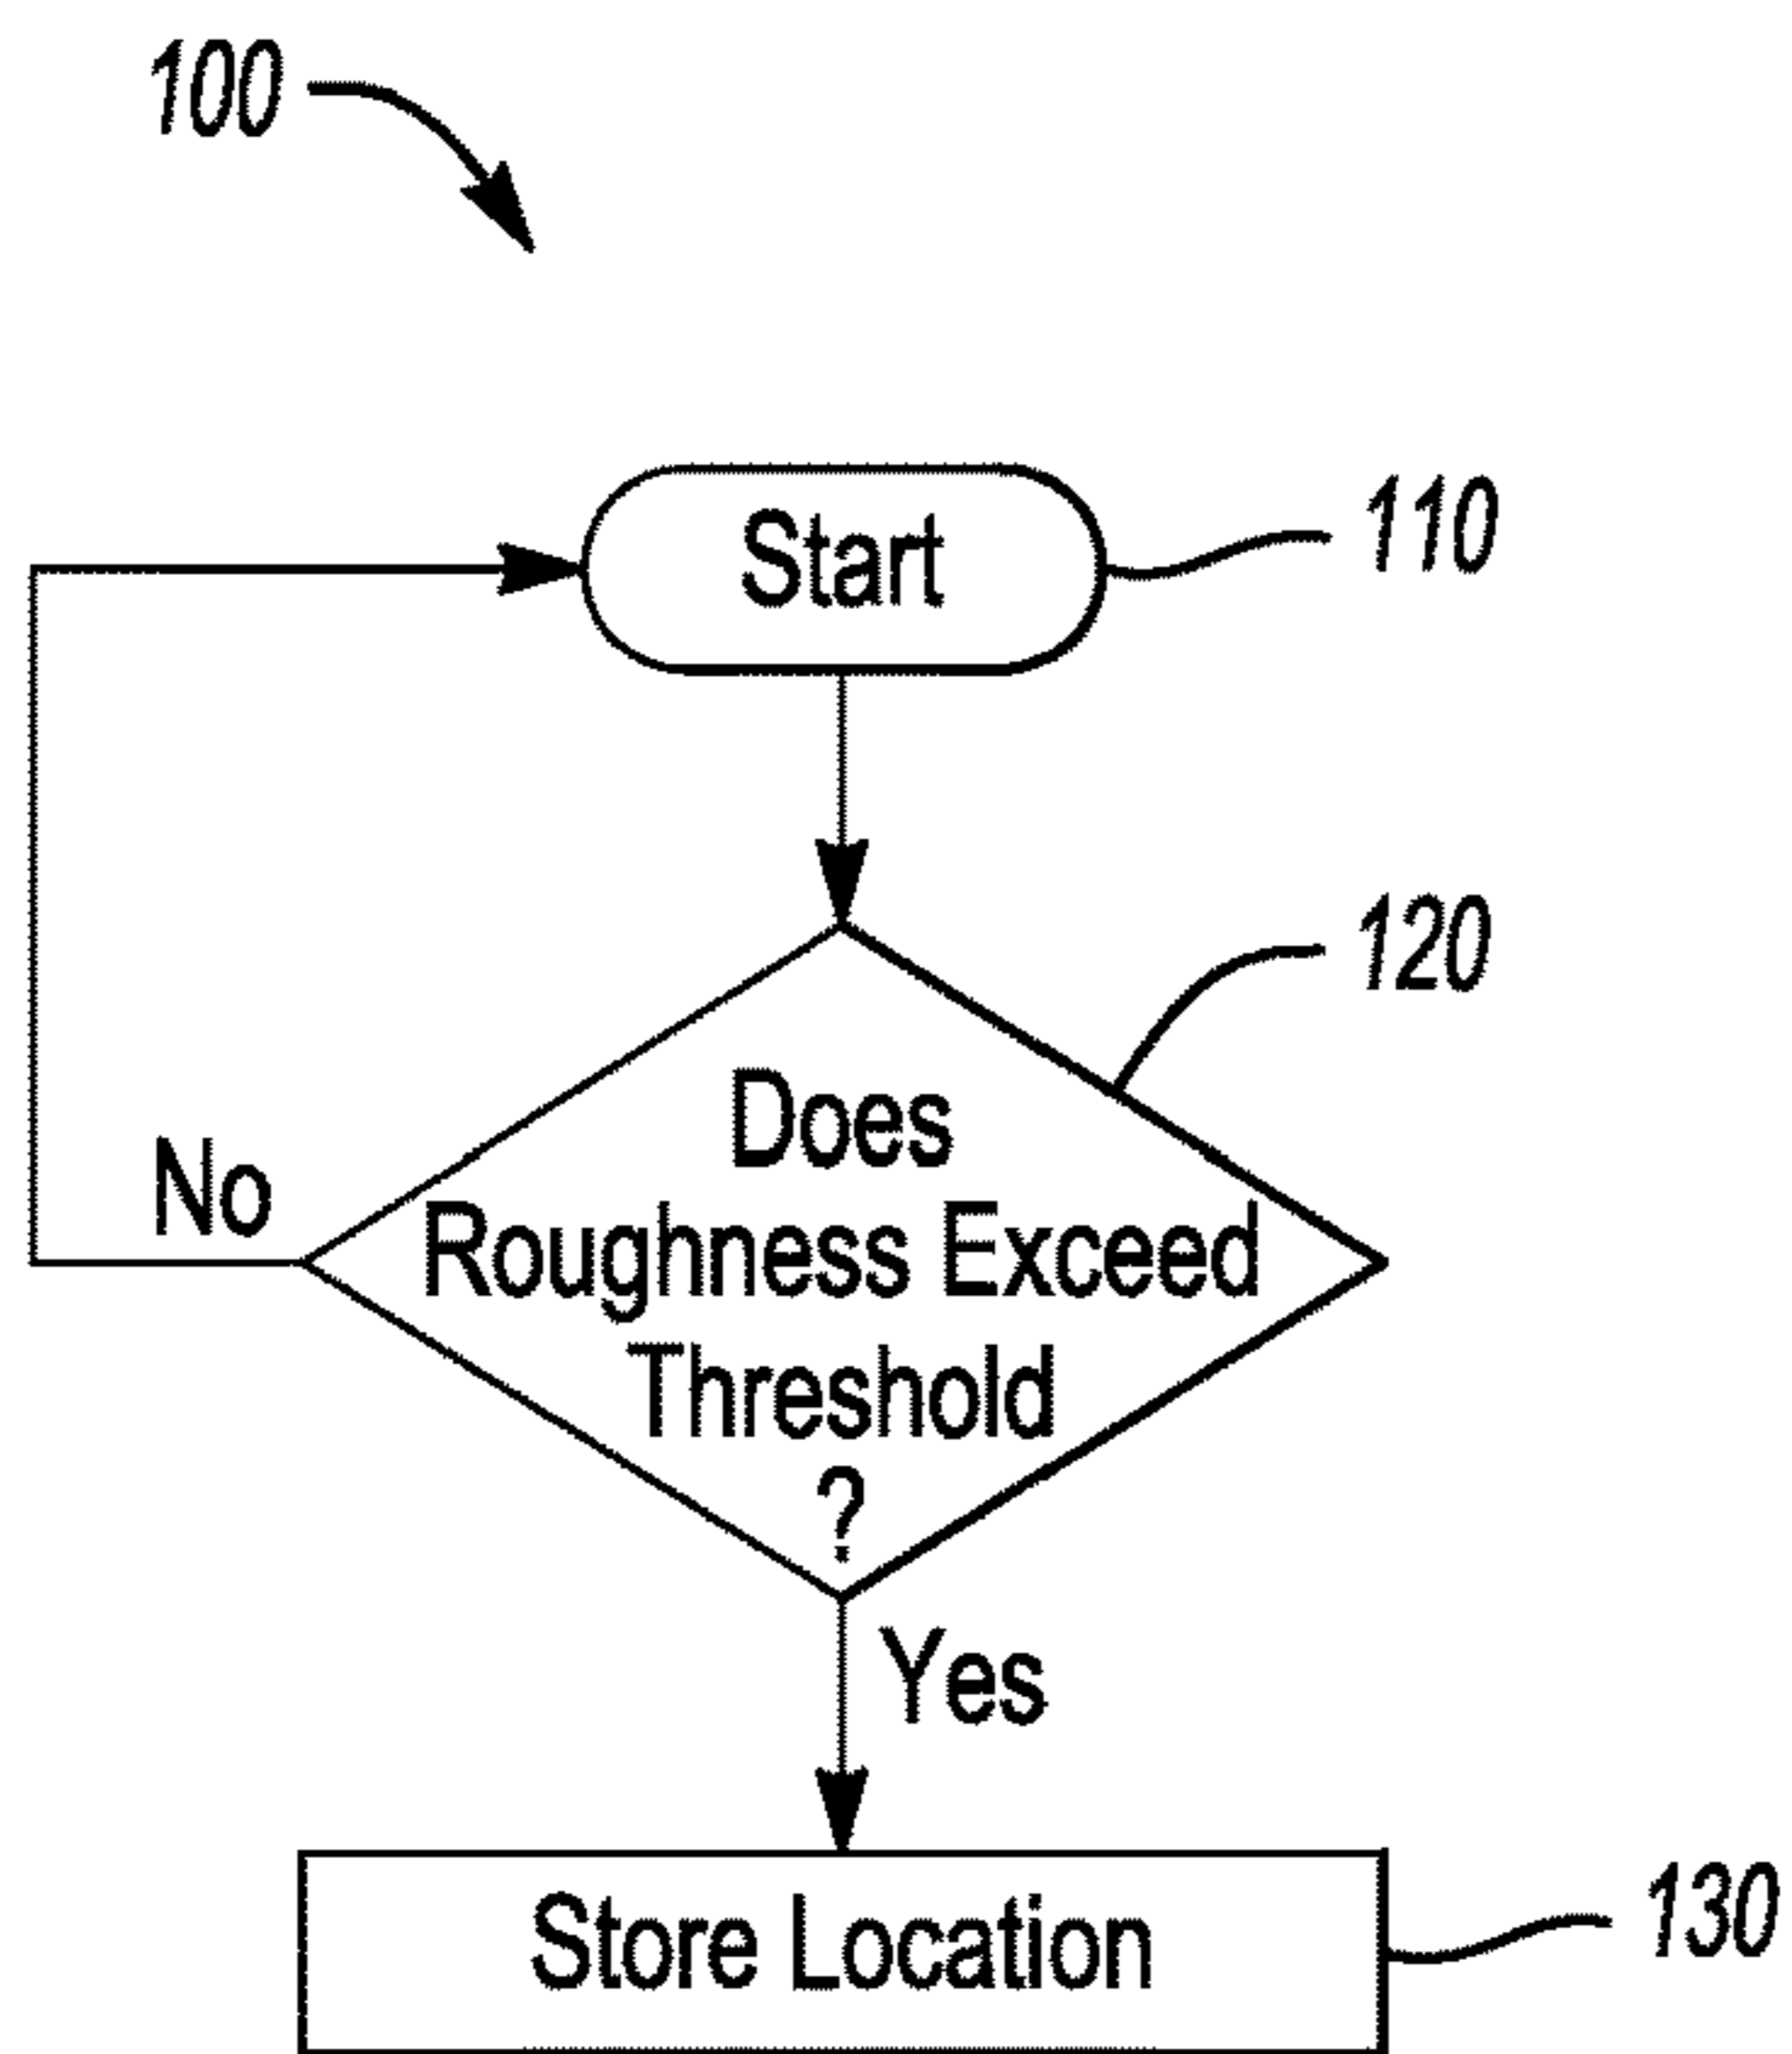 100
Start
110
120
Does
Roughness Exceed
Threshold
?
No
Yes
Store Location
130